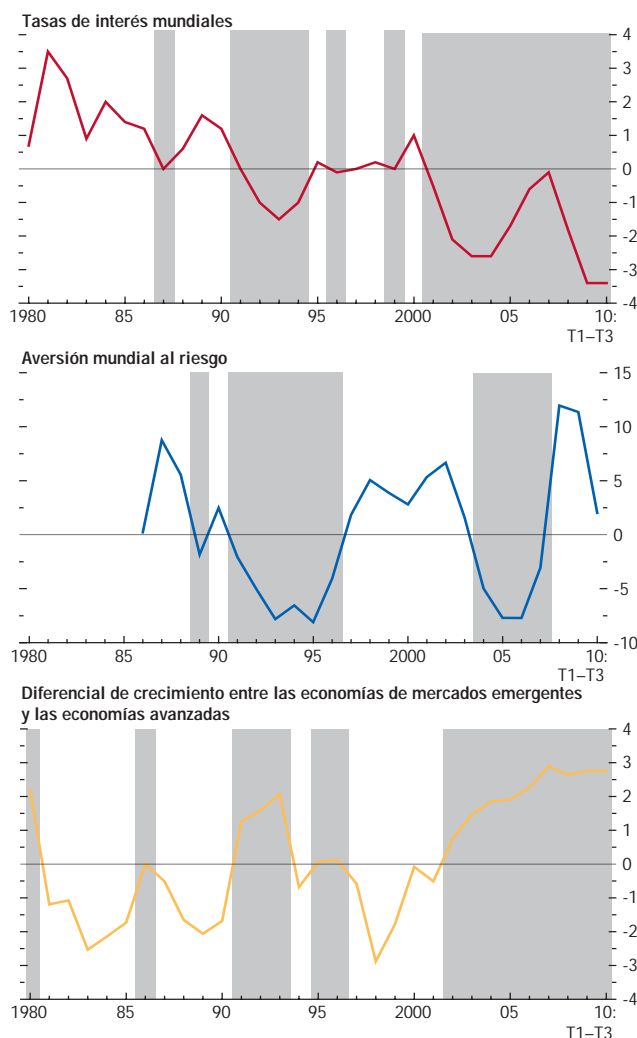 Tasas de interés mundiales
4
3
2
1
0
-1
-2
-3
-4
1980 85 90 95 2000 05 10:
T1–T3
Aversión mundial al riesgo
15
10
5
0
-5
-10
1980 85 90 95 2000 05 10:
T1–T3
Diferencial de crecimiento entre las economías de mercados emergentes
y las economías avanzadas
4
3
2
1
0
-1
-2
-3
-4
1980 85 90 95 2000 05 10:
T1–T3